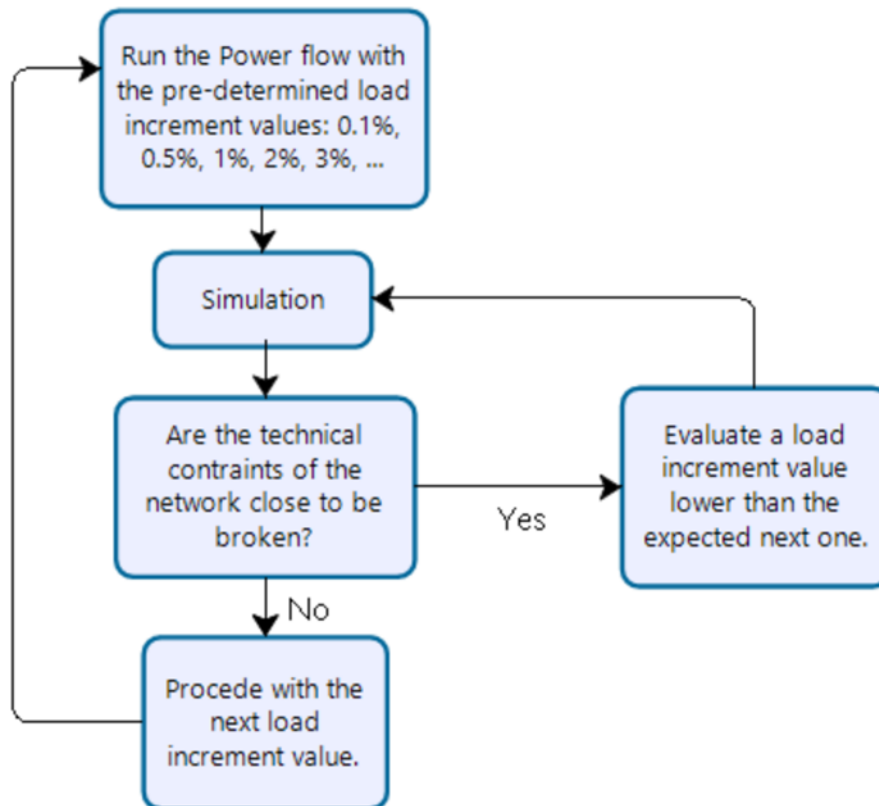 Run the Power flow with
the pre-determined load
increment values: 0.1%,
0.5%, 1%, 2%, 3%, ...
Simulation
Are the technical
contraints of the
network close to be
broken?
Yes
Evaluate a load
increment value
lower than the
expected next one.
No
Procede with the
next load
increment value.